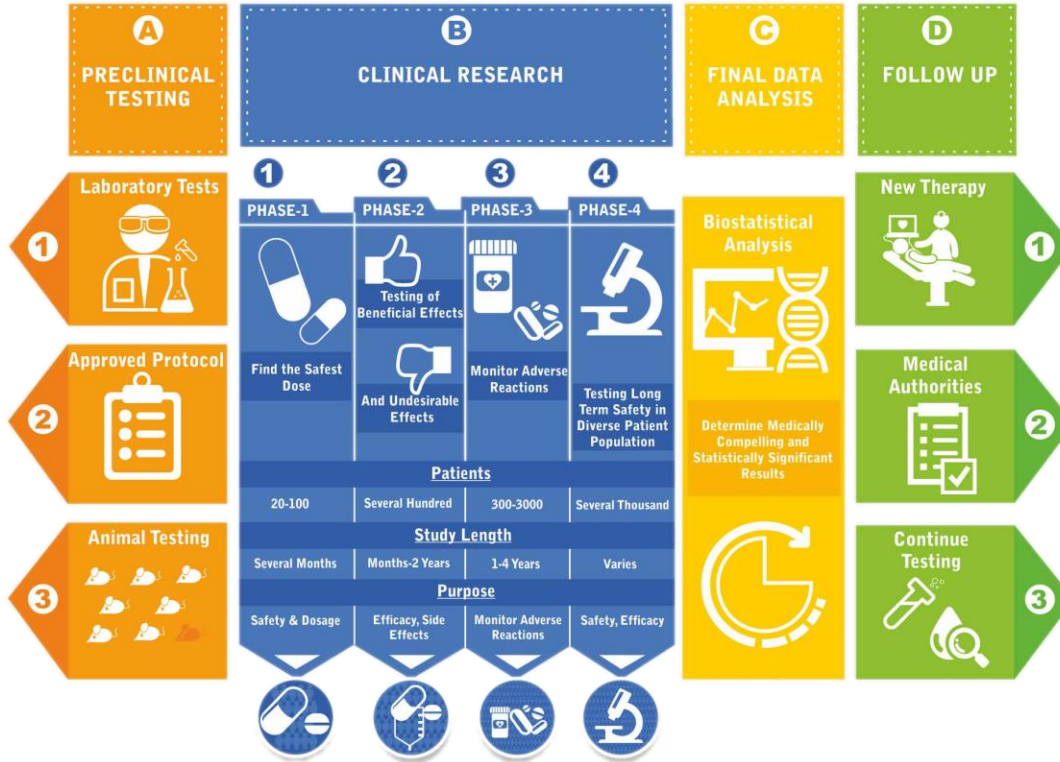 A
PRECLINICAL
TESTING
1
Laboratory Tests
2
Approved Protocol
3
Animal Testing
B
CLINICAL RESEARCH
1
PHASE-1
Find the Safest
Dose
2
PHASE-2
Testing of
Beneficial Effects
And Undesirable
Effects
3
PHASE-3
Monitor Adverse
Reactions
4
PHASE-4
Testing Long
Term Safety in
Diverse Patient
Population
Patients
20-100
Several Hundred
300-3000
Several Thousand
Study Length
Several Months
Months-2 Years
1-4 Years
Varies
Purpose
Safety & Dosage
Efficacy, Side
Effects
Monitor Adverse
Reactions
Safety, Efficacy
C
FINAL DATA
ANALYSIS
Biostatistical
Analysis
Determine Medically
Compelling and
Statistically Significant
Results
D
FOLLOW UP
New Therapy
1
Medical
Authorities
2
Continue
Testing
3